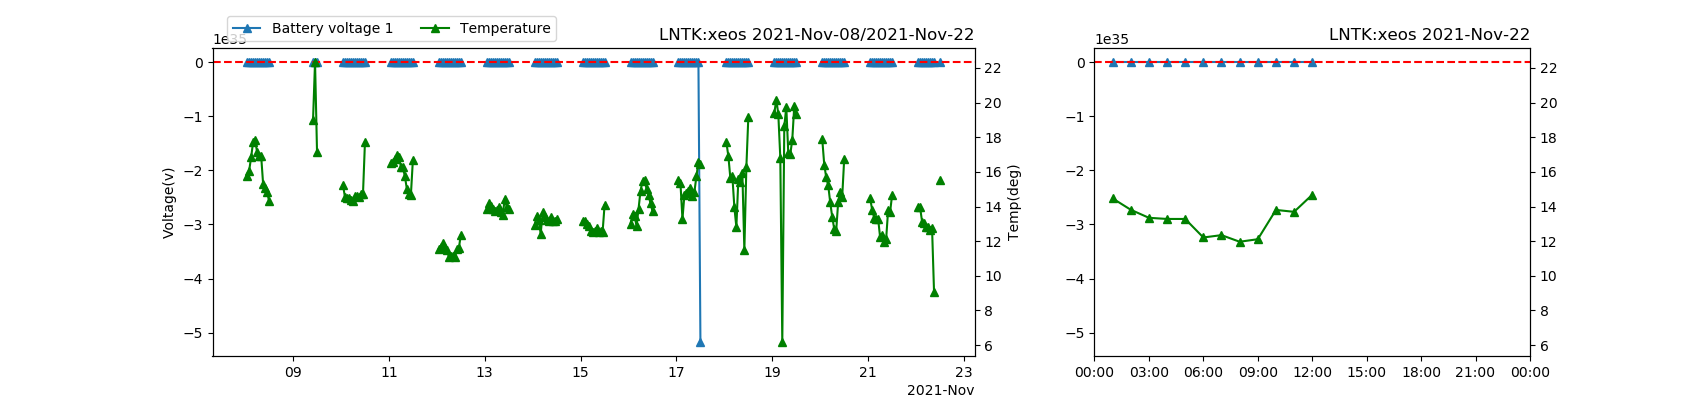 Battery voltage 1
Temperature
1e35
LNTK:xeos 2021-Nov-08/2021-Nov-22
Voltage(v)
0
−1
−2
−3
−4
−5
22
20
18
16
14
12
10
8
6
Temp(deg)
09 11 13 15 17 19 21 23
2021-Nov
1e35
LNTK:xeos 2021-Nov-22
0
−1
−2
−3
−4
−5
22
20
18
16
14
12
10
8
6
00:00 03:00 06:00 09:00 12:00 15:00 18:00 21:00 00:00